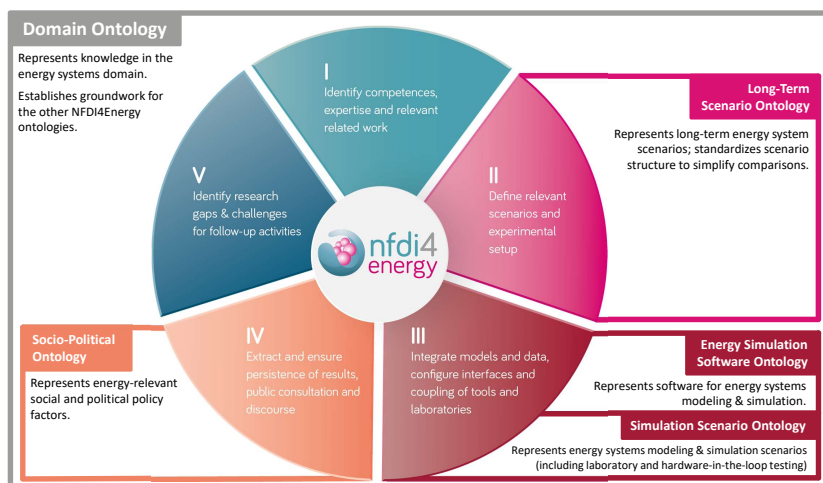 Domain Ontology
Represents knowledge in the
energy systems domain.
Establishes groundwork for
the other NFDI4Energy
ontologies.
I
Identify competences,
expertise and relevant
related work
Long-Term
Scenario Ontology
Represents long-term energy system
scenarios; standardizes scenario
structure to simplify comparisons.
V
Identify research
gaps & challenges
for follow-up activities
II
Define relevant
scenarios and
experimental
setup
nfdi4
energy
Socio-Political
Ontology
Represents energy-relevant
social and political policy
factors.
IV
Extract and ensure
persistence of results,
public consultation and
discourse
III
Integrate models and data,
configure interfaces and
coupling of tools and
laboratories
Energy Simulation
Software Ontology
Represents software for energy systems
modeling & simulation.
Simulation Scenario Ontology
Represents energy systems modeling & simulation scenarios
(including laboratory and hardware-in-the-loop testing)